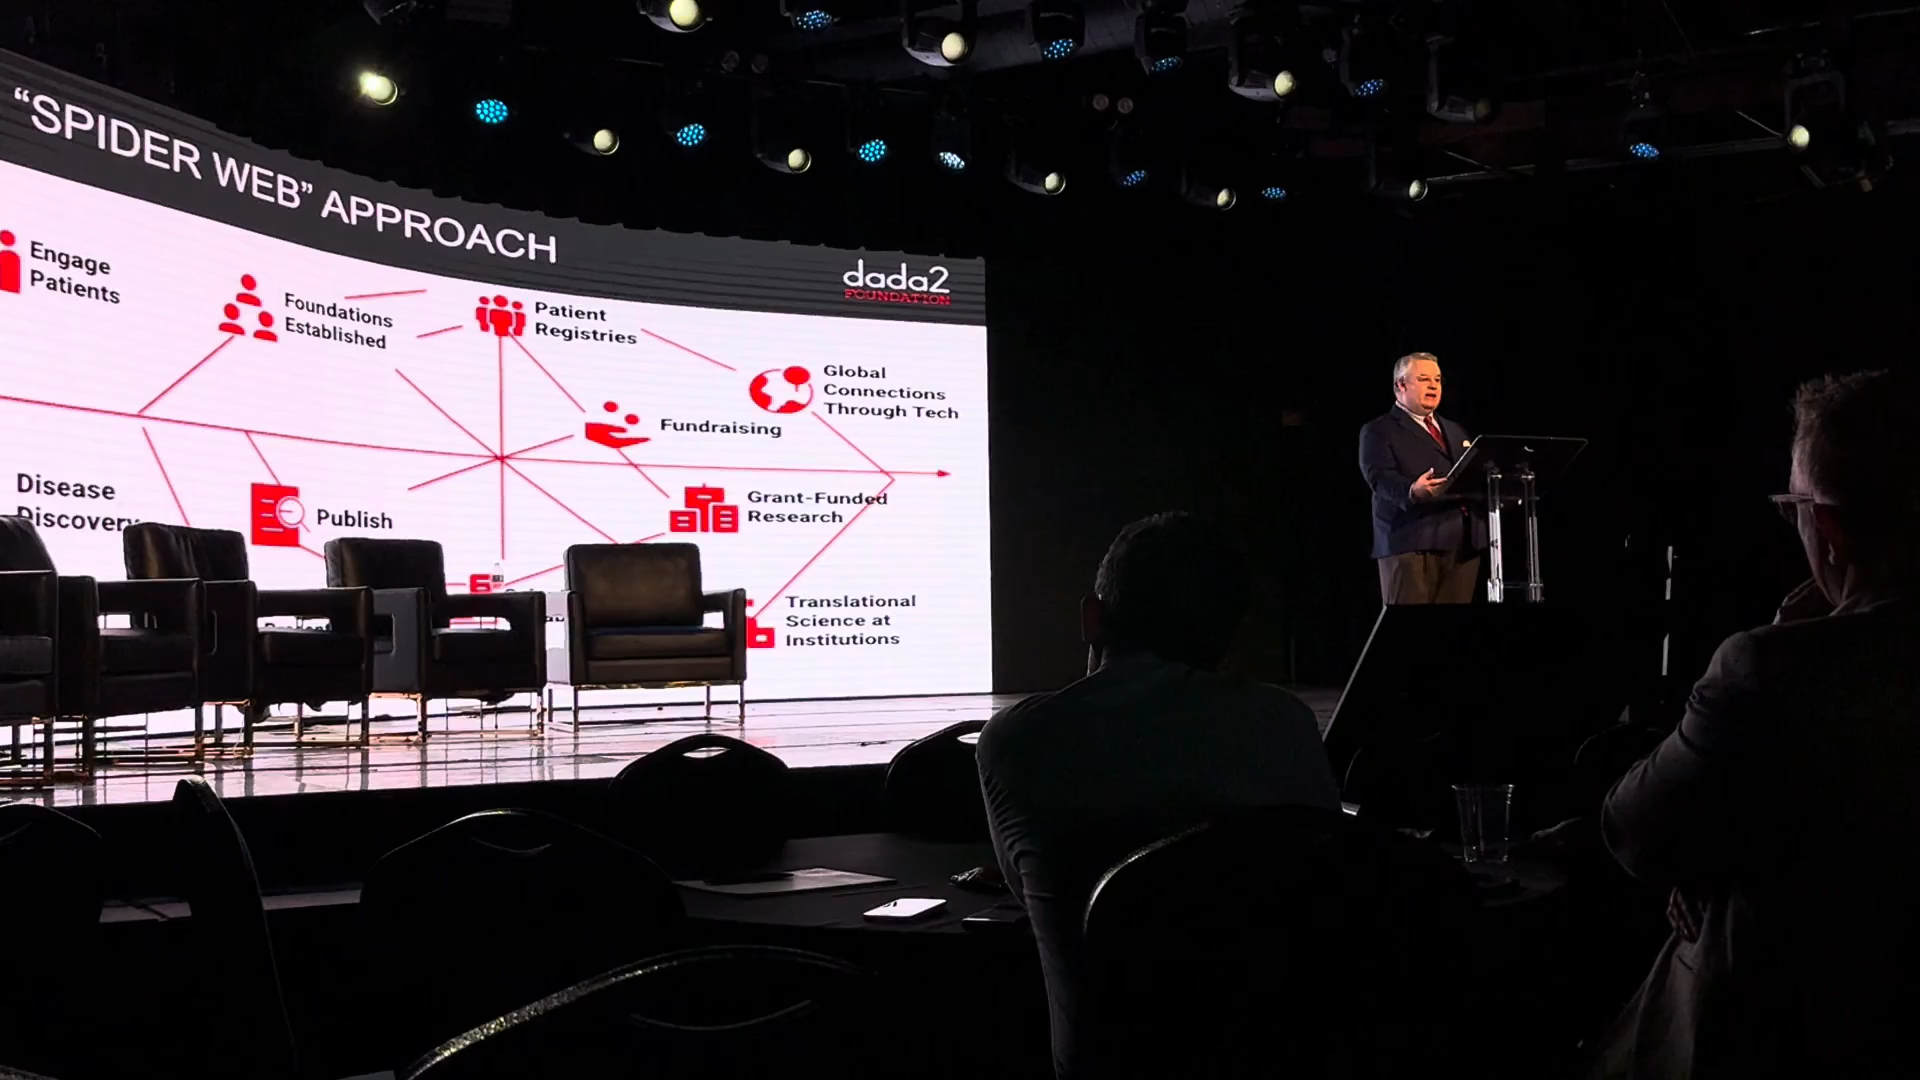 “SPIDER WEB” APPROACH
dada2
FOUNDATION
Engage
Patients
Foundations
Established
Patient
Registries
Global
Connections
Through Tech
Fundraising
Disease
Discovery
Publish
Grant-Funded
Research
Translational
Science at
Institutions